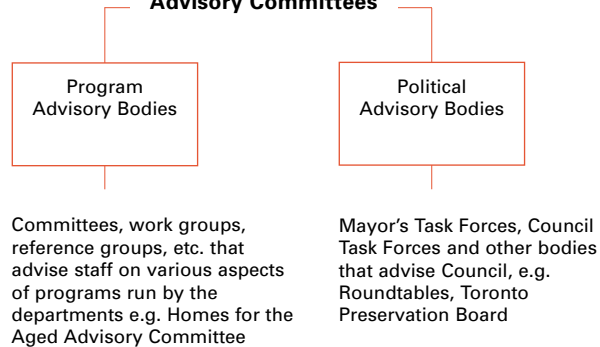 Advisory Committees
Program
Advisory Bodies
Political
Advisory Bodies
Committees, work groups,
reference groups, etc. that
advise staff on various aspects
of programs run by the
departments e.g. Homes for the
Aged Advisory Committee
Mayor's Task Forces, Council
Task Forces and other bodies
that advise Council, e.g.
Roundtables, Toronto
Preservation Board